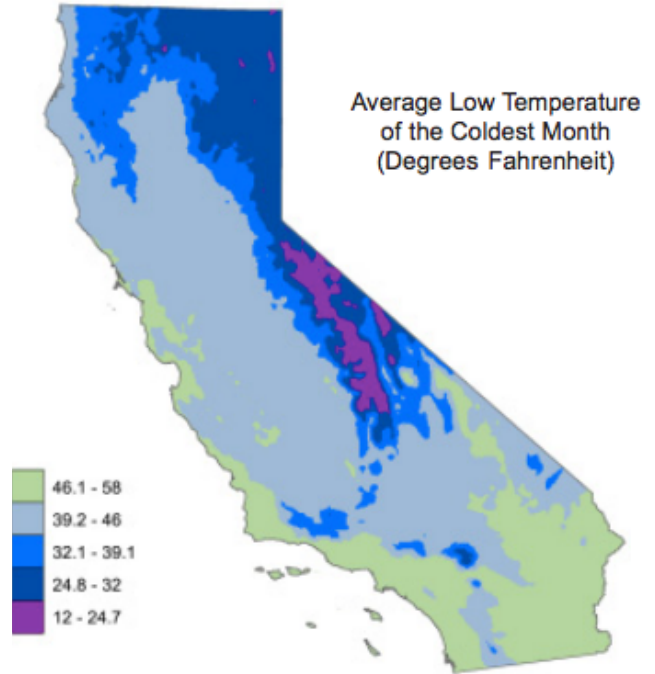 Average Low Temperature
of the Coldest Month
(Degrees Fahrenheit)
46.1 - 58
39.2 - 46
32.1 - 39.1
24.8 - 32
12 - 24.7